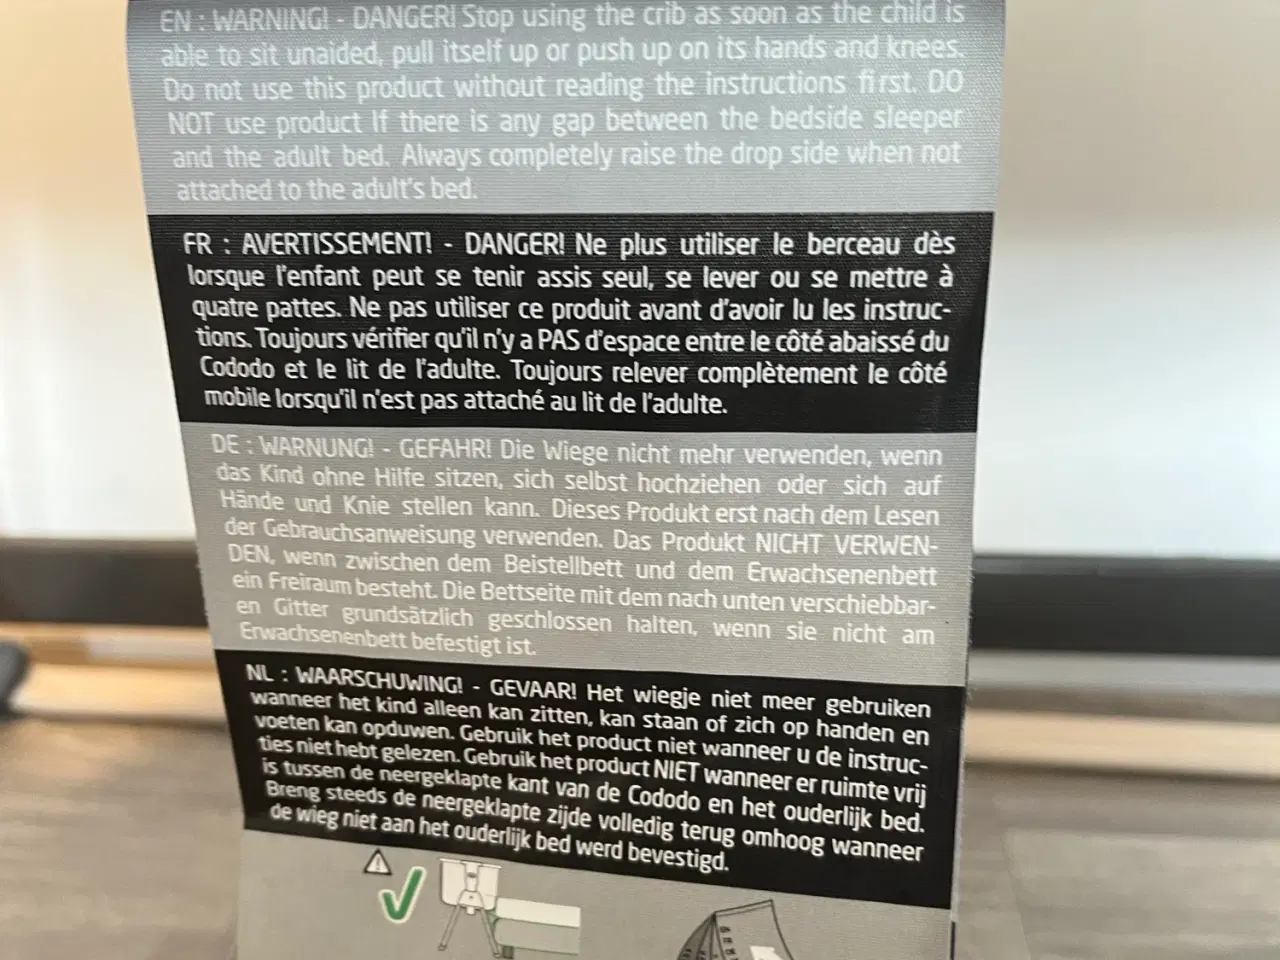 EN : WARNING! - DANGER! Stop using the crib as soon as the child is
able to sit unaided, pull itself up or push up on its hands and knees.
Do not use this product without reading the instructions first. DO
NOT use product If there is any gap between the bedside sleeper
and the adult bed. Always completely raise the drop side when not
attached to the adult's bed.
FR : AVERTISSEMENT! - DANGER! Ne plus utiliser le berceau dès
lorsque l'enfant peut se tenir assis seul, se lever ou se mettre à
quatre pattes. Ne pas utiliser ce produit avant d'avoir lu les instruc-
tions. Toujours vérifier qu'il n'y a PAS d'espace entre le côté abaissé du
Cododo et le lit de l'adulte. Toujours relever complètement le côté
mobile lorsqu'il n'est pas attaché au lit de l'adulte.
DE : WARNUNG! - GEFAHR! Die Wiege nicht mehr verwenden, wenn
das Kind ohne Hilfe sitzen, sich selbst hochziehen oder sich auf
Hände und Knie stellen kann. Dieses Produkt erst nach dem Lesen
der Gebrauchsanweisung verwenden. Das Produkt NICHT VERWEN-
DEN, wenn zwischen dem Beistellbett und dem Erwachsenenbett
ein Freiraum besteht. Die Bettseite mit dem nach unten verschiebbar-
en Gitter grundsätzlich geschlossen halten, wenn sie nicht am
Erwachsenenbett befestigt ist.
NL : WAARSCHUWING! - GEVAAR! Het wiegje niet meer gebruiken
wanneer het kind alleen kan zitten, kan staan of zich op handen en
voeten kan opduwen. Gebruik het product niet wanneer u de instruc-
ties niet hebt gelezen. Gebruik het product NIET wanneer er ruimte vrij
is tussen de neergeklapte kant van de Cododo en het ouderlijk bed.
Breng steeds de neergeklapte zijde volledig terug omhoog wanneer
de wieg niet aan het ouderlijk bed werd bevestigd.